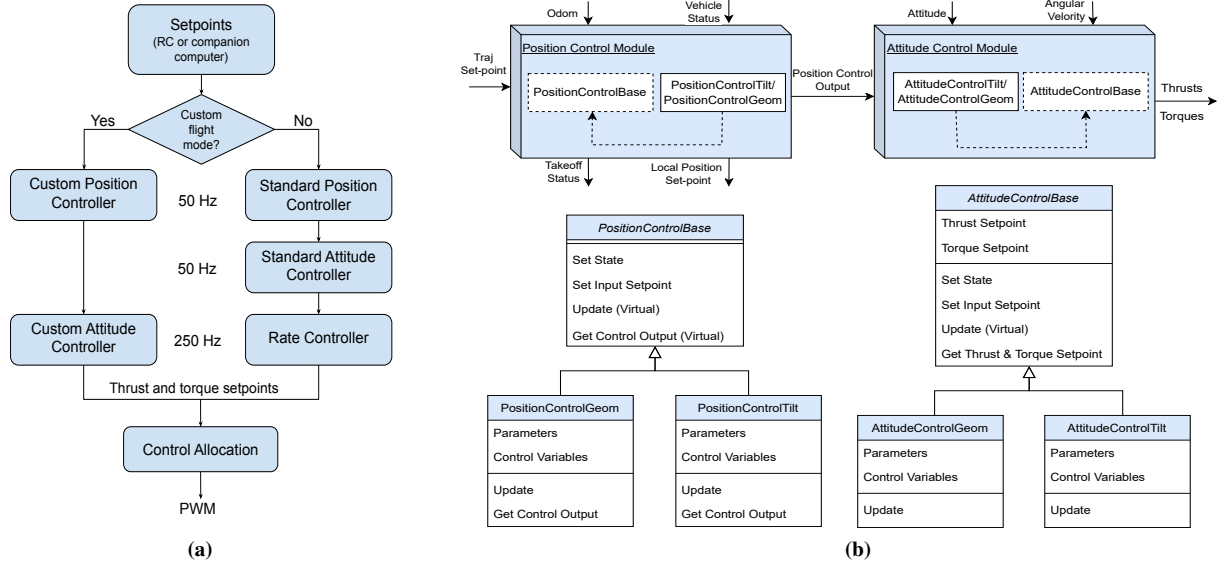 Setpoints
(RC or companion
computer)
Custom
flight
mode?
Yes
No
Custom Position
Controller
50 Hz
Standard Position
Controller
50 Hz
Standard Attitude
Controller
Custom Attitude
Controller
250 Hz
Rate Controller
Thrust and torque setpoints
Control Allocation
PWM
(a)
Odom
Vehicle
Status
Position Control Module
Traj
Set-point
PositionControlBase
PositionControlTilt/
PositionControlGeom
Position Control
Output
Takeoff
Status
Local Position
Set-point
Attitude
Angular
Velority
Attitude Control Module
AttitudeControlTilt/
AttitudeControlGeom
AttitudeControlBase
Thrusts
Torques
PositionControlBase
Set State
Set Input Setpoint
Update (Virtual)
Get Control Output (Virtual)
PositionControlGeom
Parameters
Control Variables
Update
Get Control Output
PositionControlTilt
Parameters
Control Variables
Update
Get Control Output
AttitudeControlBase
Thrust Setpoint
Torque Setpoint
Set State
Set Input Setpoint
Update (Virtual)
Get Thrust & Torque Setpoint
AttitudeControlGeom
Parameters
Control Variables
Update
AttitudeControlTilt
Parameters
Control Variables
Update
(b)